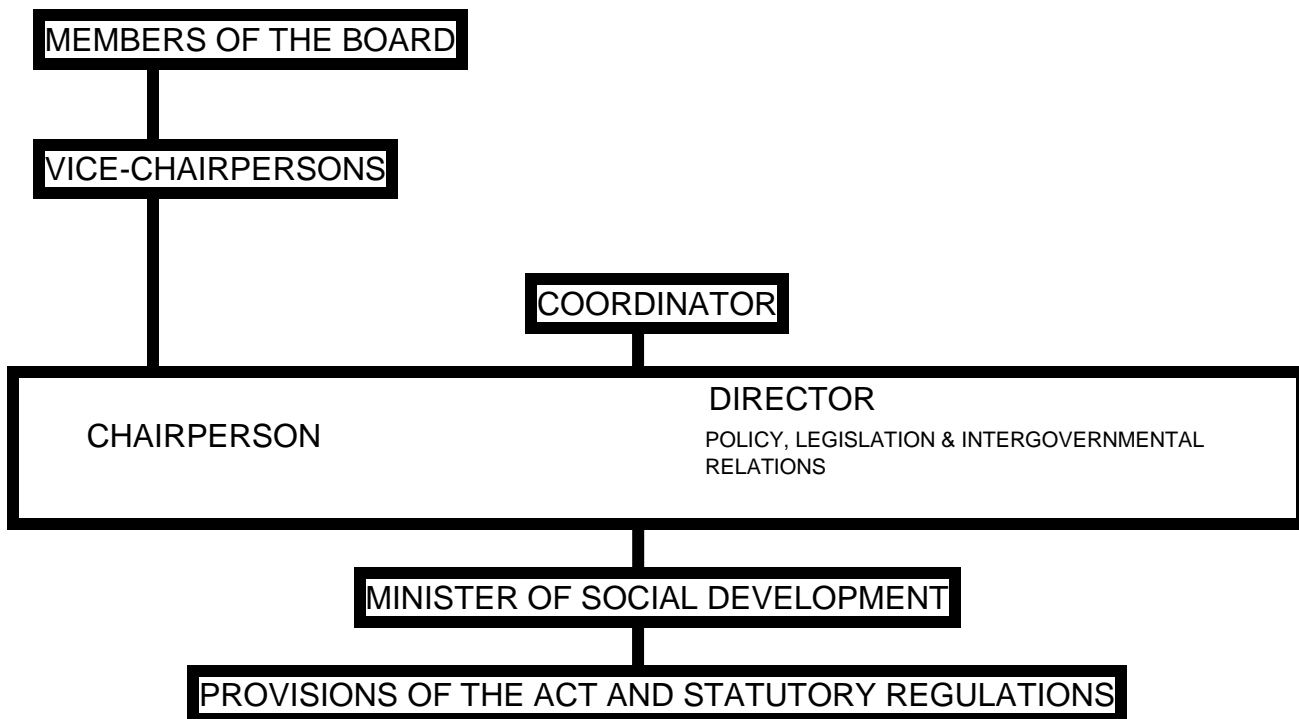 MEMBERS OF THE BOARD
VICE-CHAIRPERSONS
COORDINATOR
CHAIRPERSON
DIRECTOR
POLICY, LEGISLATION & INTERGOVERNMENTAL
RELATIONS
MINISTER OF SOCIAL DEVELOPMENT
PROVISIONS OF THE ACT AND STATUTORY REGULATIONS